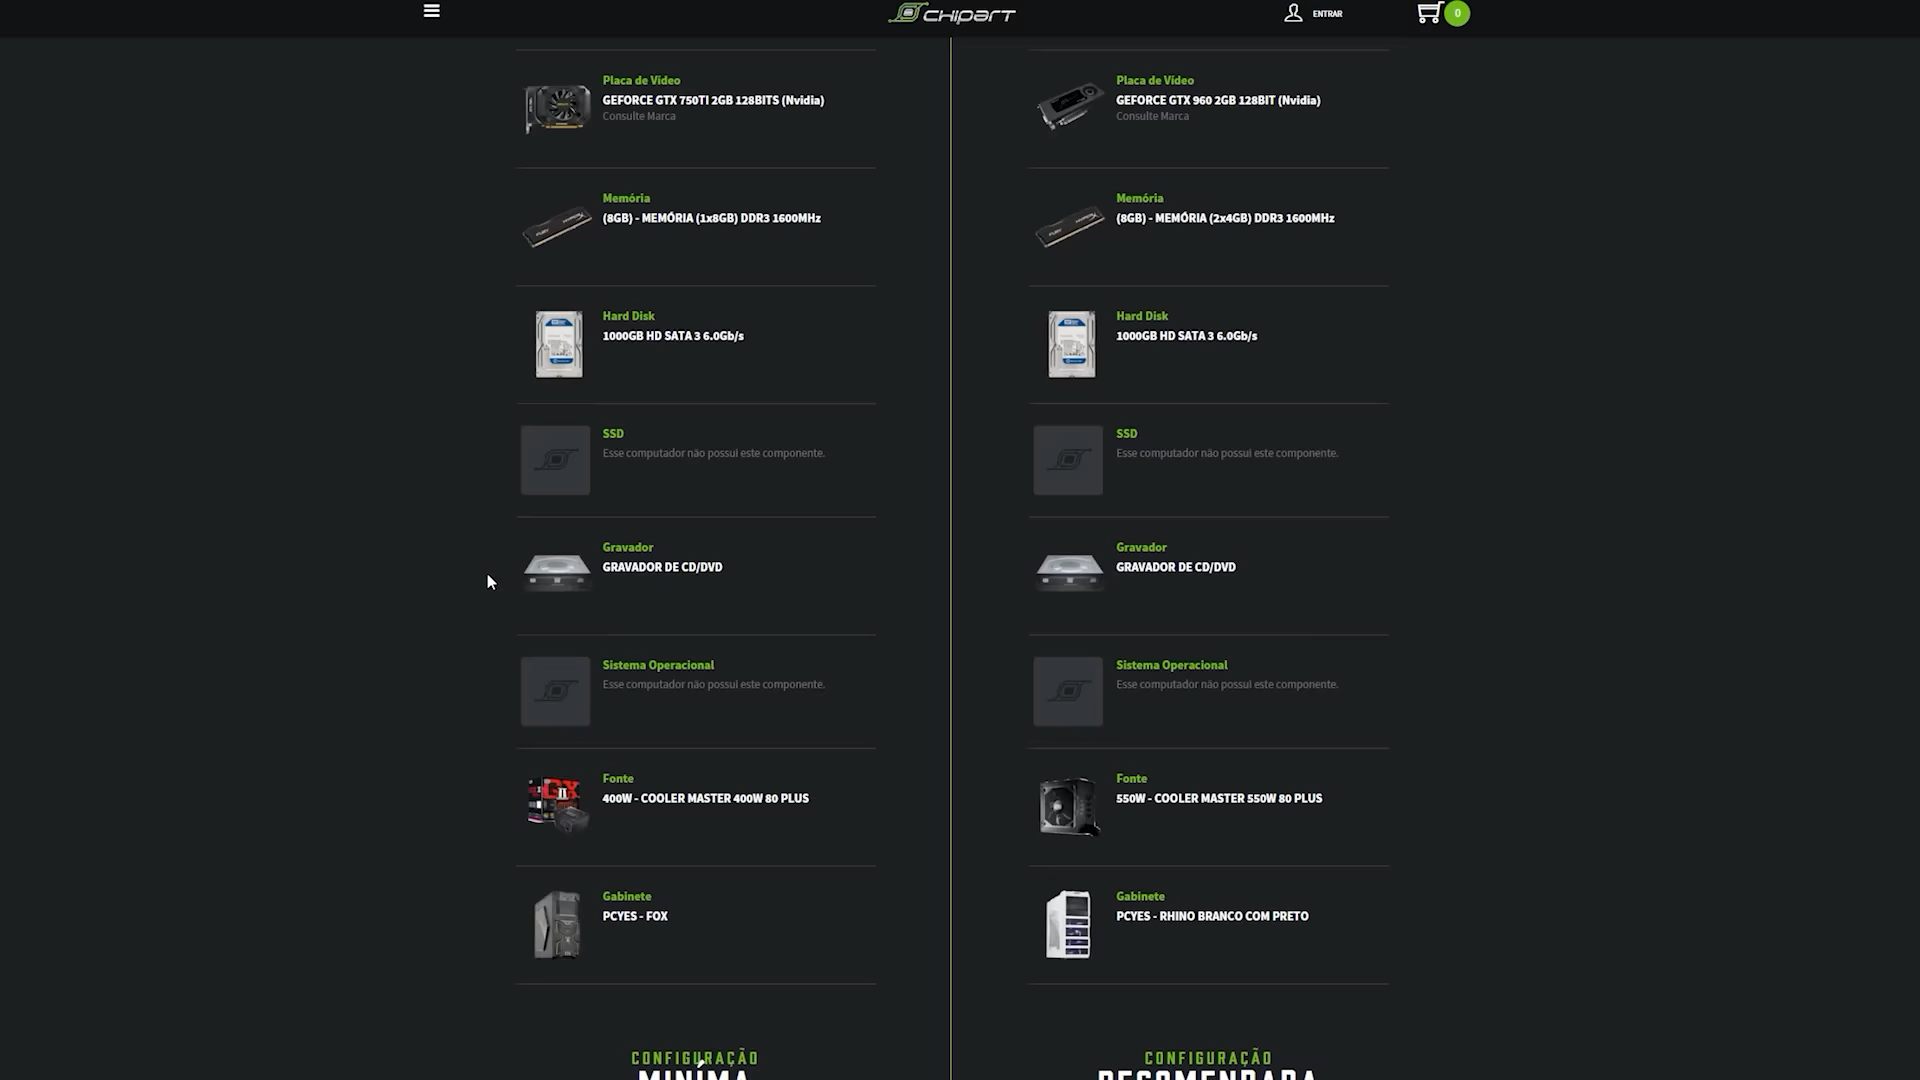 CHIPART
ENTRAR
0
Placa de Vídeo
GEFORCE GTX 750TI 2GB 128BITS (Nvidia)
Consulte Marca
Memória
(8GB) - MEMÓRIA (1x8GB) DDR3 1600MHz
Hard Disk
1000GB HD SATA 3 6.0Gb/s
SSD
Esse computador não possui este componente.
Gravador
GRAVADOR DE CD/DVD
Sistema Operacional
Esse computador não possui este componente.
Fonte
400W - COOLER MASTER 400W 80 PLUS
Gabinete
PCYES - FOX
CONFIGURAÇÃO
MINÍMA
Placa de Vídeo
GEFORCE GTX 960 2GB 128BIT (Nvidia)
Consulte Marca
Memória
(8GB) - MEMÓRIA (2x4GB) DDR3 1600MHz
Hard Disk
1000GB HD SATA 3 6.0Gb/s
SSD
Esse computador não possui este componente.
Gravador
GRAVADOR DE CD/DVD
Sistema Operacional
Esse computador não possui este componente.
Fonte
550W - COOLER MASTER 550W 80 PLUS
Gabinete
PCYES - RHINO BRANCO COM PRETO
CONFIGURAÇÃO
RECOMENDADA